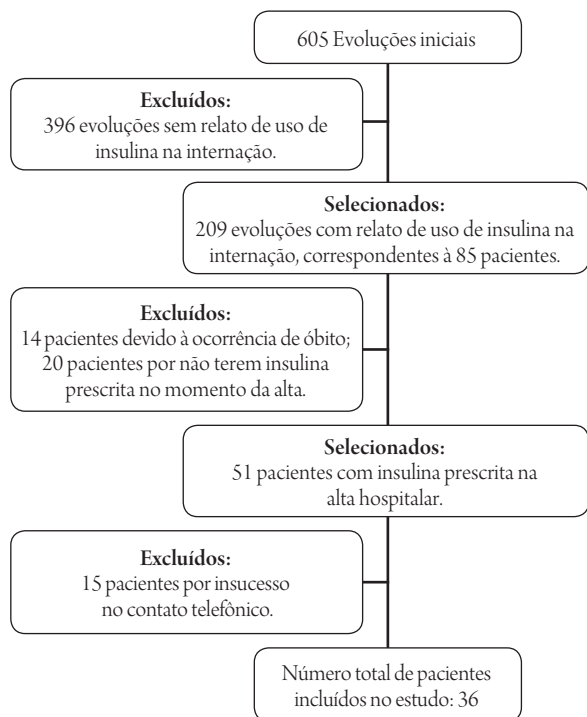 605 Evoluções iniciais
Excluídos:
396 evoluções sem relato de uso de
insulina na internação.
Selecionados:
209 evoluções com relato de uso de insulina na
internação, correspondentes à 85 pacientes.
Excluídos:
14 pacientes devido à ocorrência de óbito;
20 pacientes por não terem insulina
prescrita no momento da alta.
Selecionados:
51 pacientes com insulina prescrita na
alta hospitalar.
Excluídos:
15 pacientes por insucesso
no contato telefônico.
Número total de pacientes
incluídos no estudo: 36